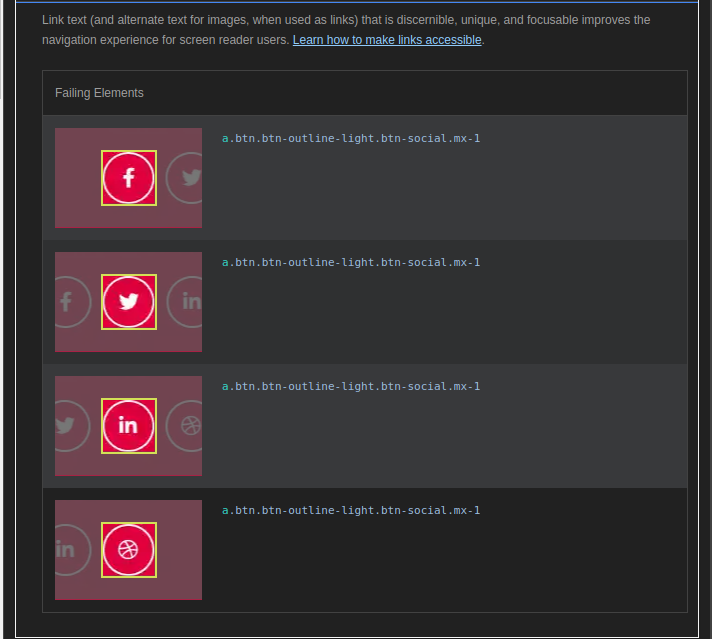 Link text (and alternate text for images, when used as links) that is discernible, unique, and focusable improves the
navigation experience for screen reader users. Learn how to make links accessible.
Failing Elements
a.btn.btn-outline-light.btn-social.mx-1
a.btn.btn-outline-light.btn-social.mx-1
in
in
a.btn.btn-outline-light.btn-social.mx-1
in
a.btn.btn-outline-light.btn-social.mx-1